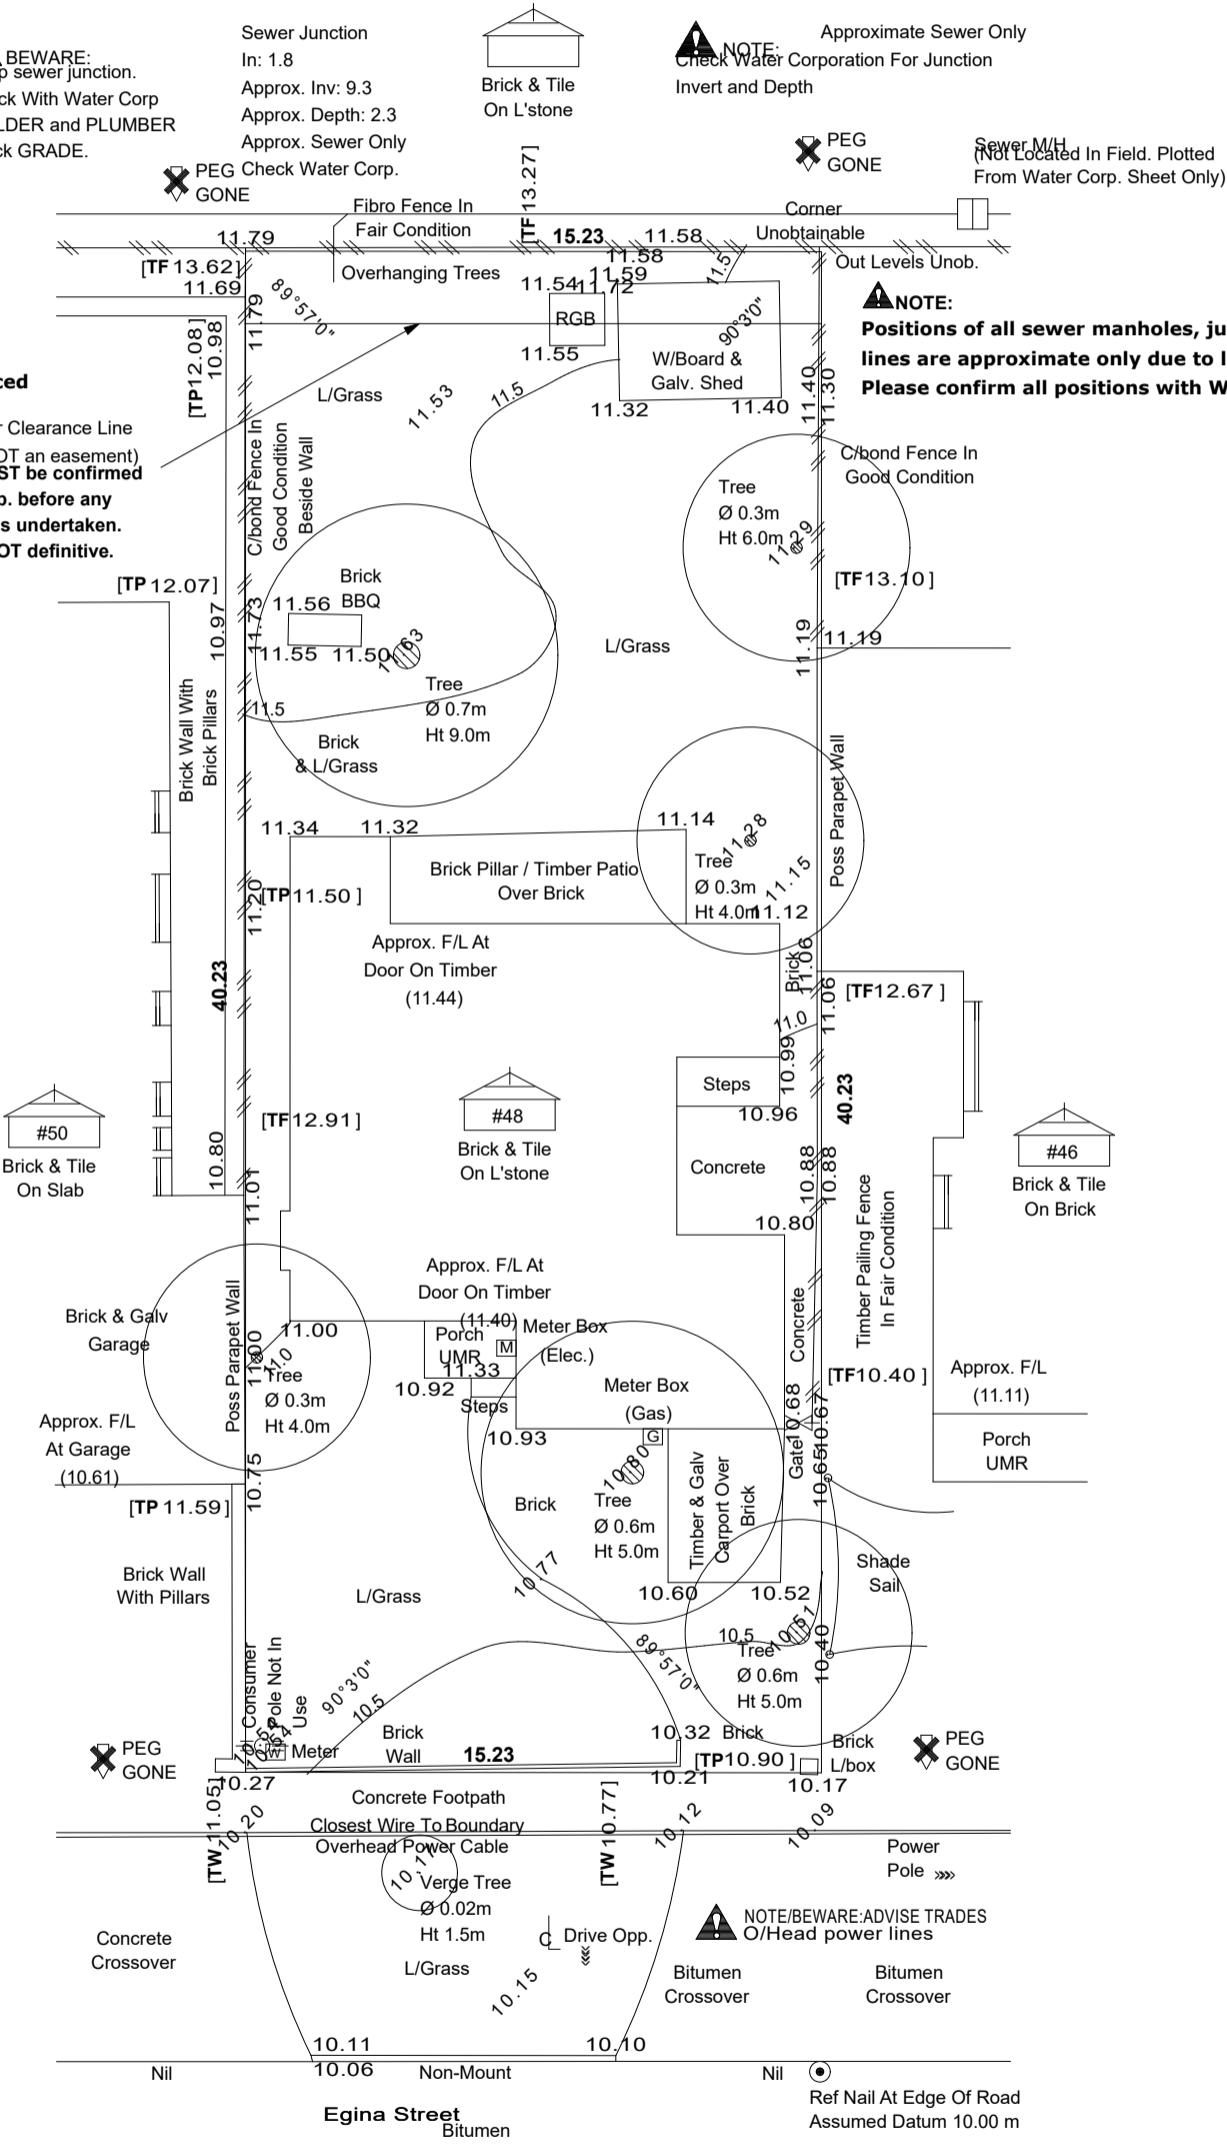 BEWARE:
p sewer junction.
ck With Water Corp
LDER and PLUMBER
ck GRADE.
Sewer Junction
In: 1.8
Approx. Inv: 9.3
Approx. Depth: 2.3
Approx. Sewer Only
Check Water Corp.
Brick & Tile
On L'stone
NOTE:
Approximate Sewer Only
Check Water Corporation For Junction
Invert and Depth
PEG
GONE
PEG
GONE
Sewer M/H
(Not Located In Field. Plotted
From Water Corp. Sheet Only)
Fibro Fence In
Fair Condition
[TF 13.27]
Corner
Unobtainable
11.79
15.23
11.58
11.58
[TF 13.62]
11.69
Overhanging Trees
11.54
11.59
11.72
11.5
Out Levels Unob.
11.79
89°57'0"
RGB
90°3'0"
NOTE:
Positions of all sewer manholes, ju
lines are approximate only due to l
Please confirm all positions with W
[TP12.08]
10.98
11.55
W/Board &
Galv. Shed
ced
L/Grass
11.53
11.5
11.32
11.40
11.40
11.30
r Clearance Line
OT an easement)
ST be confirmed
p. before any
s undertaken.
OT definitive.
C/bond Fence In
Good Condition
Beside Wall
C/bond Fence In
Good Condition
Tree
Ø 0.3m
Ht 6.0m
11.29
[TF13.10]
[TP 12.07]
10.97
11.73
Brick
BBQ
11.56
11.55
11.50
11.63
Tree
Ø 0.7m
Ht 9.0m
L/Grass
11.19
11.19
11.5
Brick Wall With
Brick Pillars
Brick
& L/Grass
Poss Parapet Wall
11.34
11.32
11.14
11.28
Brick Pillar / Timber Patio
Over Brick
Tree
Ø 0.3m
Ht 4.0m
11.15
11.12
11.20
[TP11.50 ]
Approx. F/L At
Door On Timber
(11.44)
40.23
Brick
11.06
11.06
[TF12.67 ]
11.0
10.99
Steps
10.96
40.23
#50
Brick & Tile
On Slab
[TF12.91]
#48
Brick & Tile
On L'stone
#46
Brick & Tile
On Brick
10.80
11.01
Concrete
10.88
10.88
10.80
Timber Pailing Fence
In Fair Condition
Approx. F/L At
Door On Timber
(11.40)
Brick & Galv
Garage
Poss Parapet Wall
11.00
11.00
11.0
Tree
Ø 0.3m
Ht 4.0m
Porch
UMR
M
Meter Box
(Elec.)
11.33
10.92
Steps
Meter Box
(Gas)
G
Concrete
[TF10.40 ]
Approx. F/L
(11.11)
Porch
UMR
10.68
10.67
Gate
10.65
Approx. F/L
At Garage
(10.61)
10.75
10.93
10.80
[TP 11.59]
Brick
Tree
Ø 0.6m
Ht 5.0m
Timber & Galv
Carport Over
Brick
Brick Wall
With Pillars
L/Grass
10.77
10.60
10.52
Shade
Sail
10.5
10.51
10.40
Tree
Ø 0.6m
Ht 5.0m
89°57'0"
90°3'0"
10.5
Consumer
Pole Not In
Use
10.54
10.54
W
Meter
Brick
Wall
15.23
10.32
Brick
[TP10.90 ]
Brick
L/box
PEG
GONE
PEG
GONE
10.27
10.21
10.17
[TW11.05]
10.20
Concrete Footpath
Closest Wire To Boundary
Overhead Power Cable
[TW 10.77]
10.12
10.09
Power
Pole
10.17
Verge Tree
Ø 0.02m
Ht 1.5m
C
L
Drive Opp.
NOTE/BEWARE:ADVISE TRADES
O/Head power lines
Concrete
Crossover
L/Grass
10.15
Bitumen
Crossover
Bitumen
Crossover
10.11
10.10
10.06
Nil
Non-Mount
Nil
Ref Nail At Edge Of Road
Assumed Datum 10.00 m
Egina Street
Bitumen